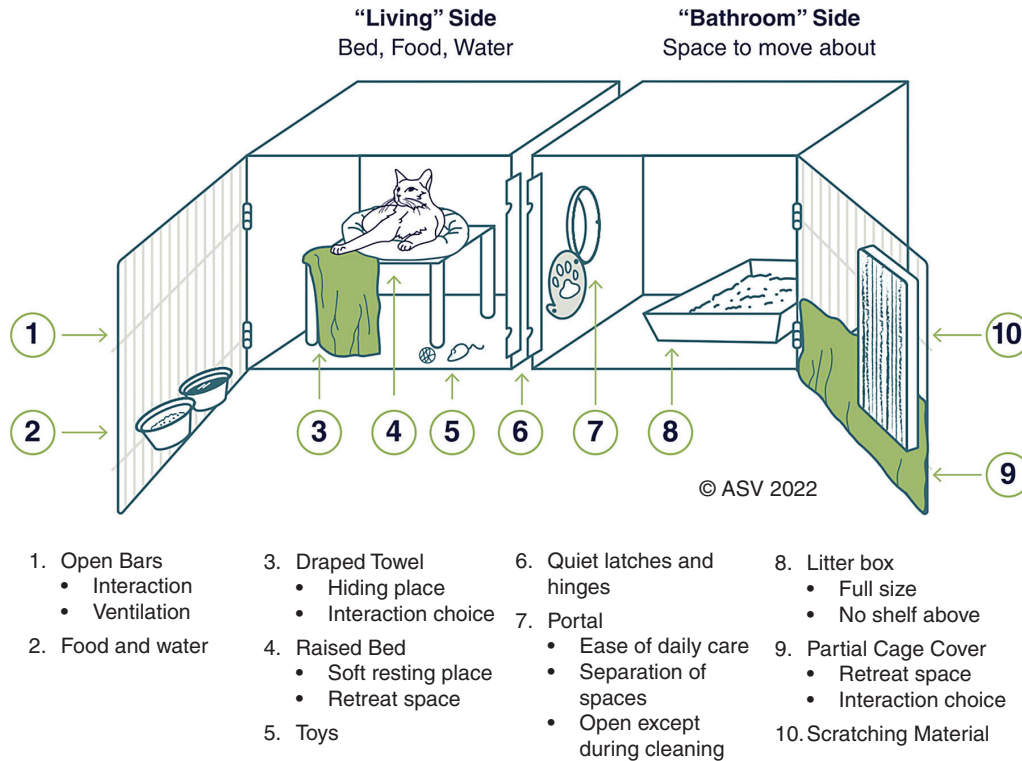 “Living” Side
Bed, Food, Water
“Bathroom” Side
Space to move about
1
2
3
4
5
6
7
8
10
9
© ASV 2022
1. Open Bars
• Interaction
• Ventilation
2. Food and water
3. Draped Towel
• Hiding place
• Interaction choice
4. Raised Bed
• Soft resting place
• Retreat space
5. Toys
6. Quiet latches and
hinges
7. Portal
• Ease of daily care
• Separation of
spaces
• Open except
during cleaning
8. Litter box
• Full size
• No shelf above
9. Partial Cage Cover
• Retreat space
• Interaction choice
10. Scratching Material